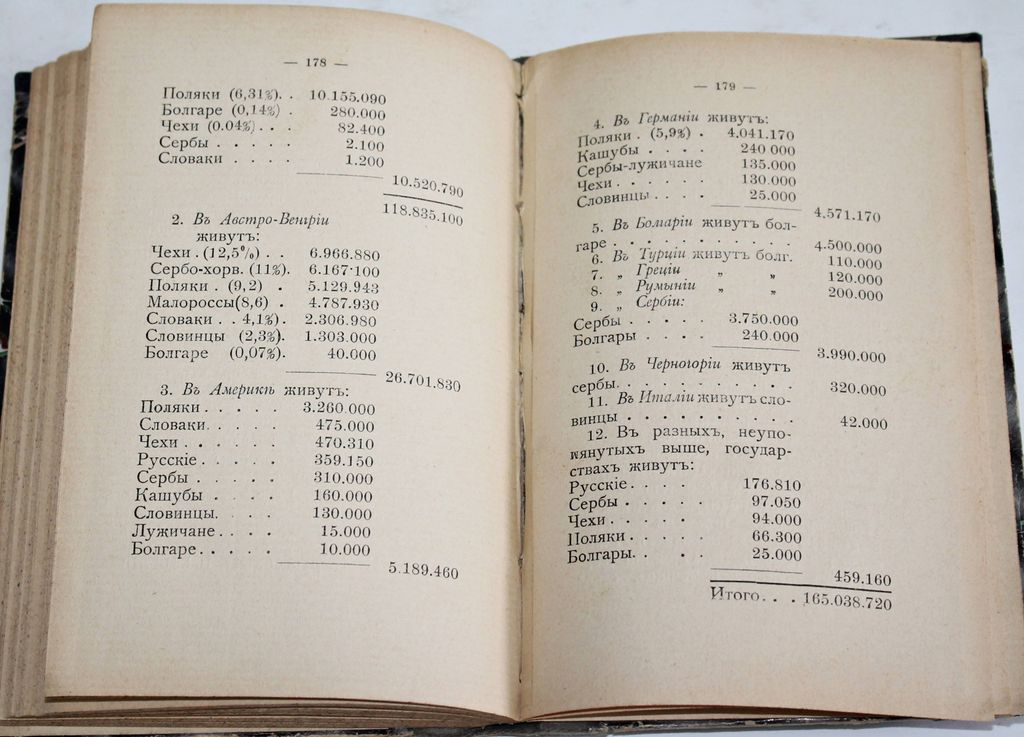 — 178 —
Поляки (6,31%). . 10.155.090
Болгаре (0,14%) . 280.000
Чехи (0.04%) . . . 82.400
Сербы . . . . . 2.100
Словаки . . . . 1.200
10.520.790
118.835.100
2. Въ Австро-Венгріи
живутъ:
Чехи . (12,5%) . . 6.966.880
Сербо-хорв. (11%). 6.167·100
Поляки . (9,2) . 5.129.943
Малороссы(8,6) . 4.787.930
Словаки . . 4,1%). 2.306.980
Словинцы (2,3%). 1.303.000
Болгаре (0,07%). 40.000
26.701.830
3. Въ Америкѣ живутъ:
Поляки . . . . . 3.260.000
Словаки. . . . . 475.000
Чехи . . . . . . 470.310
Русскіе . . . . . 359.150
Сербы . . . . . 310.000
Кашубы . . . . 160.000
Словинцы. . . . 130.000
Лужичане . . . . 15.000
Болгаре . . . . . 10.000
5.189.460
— 179 —
4. Въ Германіи живутъ:
Поляки . (5,9%) . 4.041.170
Кашубы . . . . 240 000
Сербы-лужичане 135.000
Чехи . . . . . . 130.000
Словинцы . . . . 25.000
4.571.170
5. Въ Болгаріи живутъ бол-
гаре . . . . . . . . . . 4.500.000
6. Въ Турціи живутъ болг. 110.000
7. „ Греціи „ „ 120.000
8. „ Румыніи „ „ 200.000
9. „ Сербіи:
Сербы . . . . . 3.750.000
Болгары . . . . 240.000
3.990.000
10. Въ Черногоріи живутъ
сербы. . . . . . . . . . 320.000
11. Въ Италіи живутъ сло-
винцы . . . . . . . . . . 42.000
12. Въ разныхъ, неупо-
мянутыхъ выше, государ-
ствахъ живутъ:
Русскіе . . . . 176.810
Сербы . . . . . 97.050
Чехи . . . . . 94.000
Поляки . . . . 66.300
Болгары. . . . 25.000
459.160
Итого. . . 165.038.720